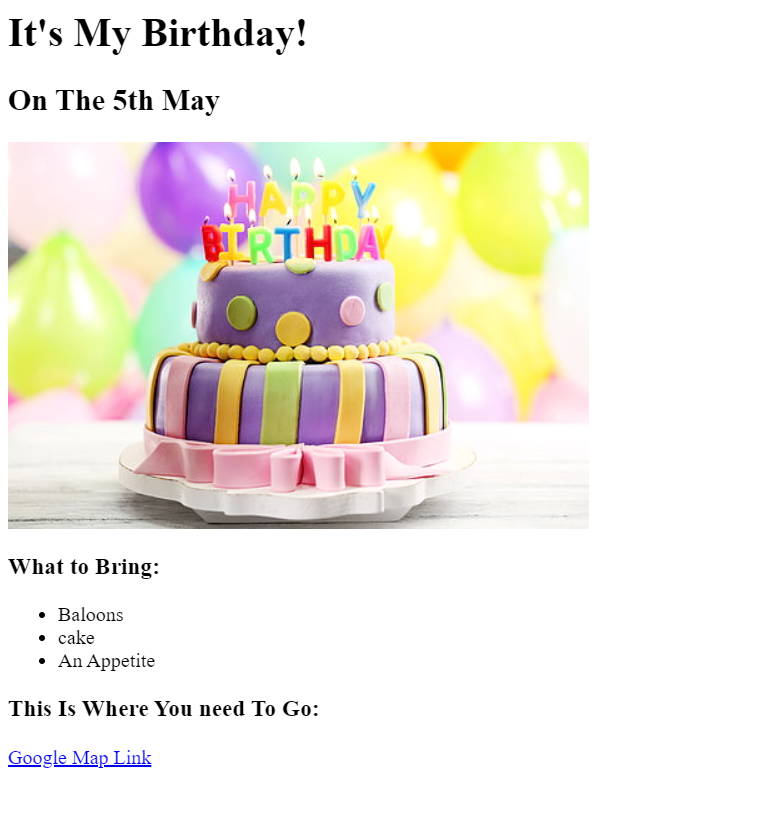 It's My Birthday!
On The 5th May
HAPPY
BIRTHDAY
What to Bring:
Baloons
cake
An Appetite
This Is Where You need To Go:
Google Map Link